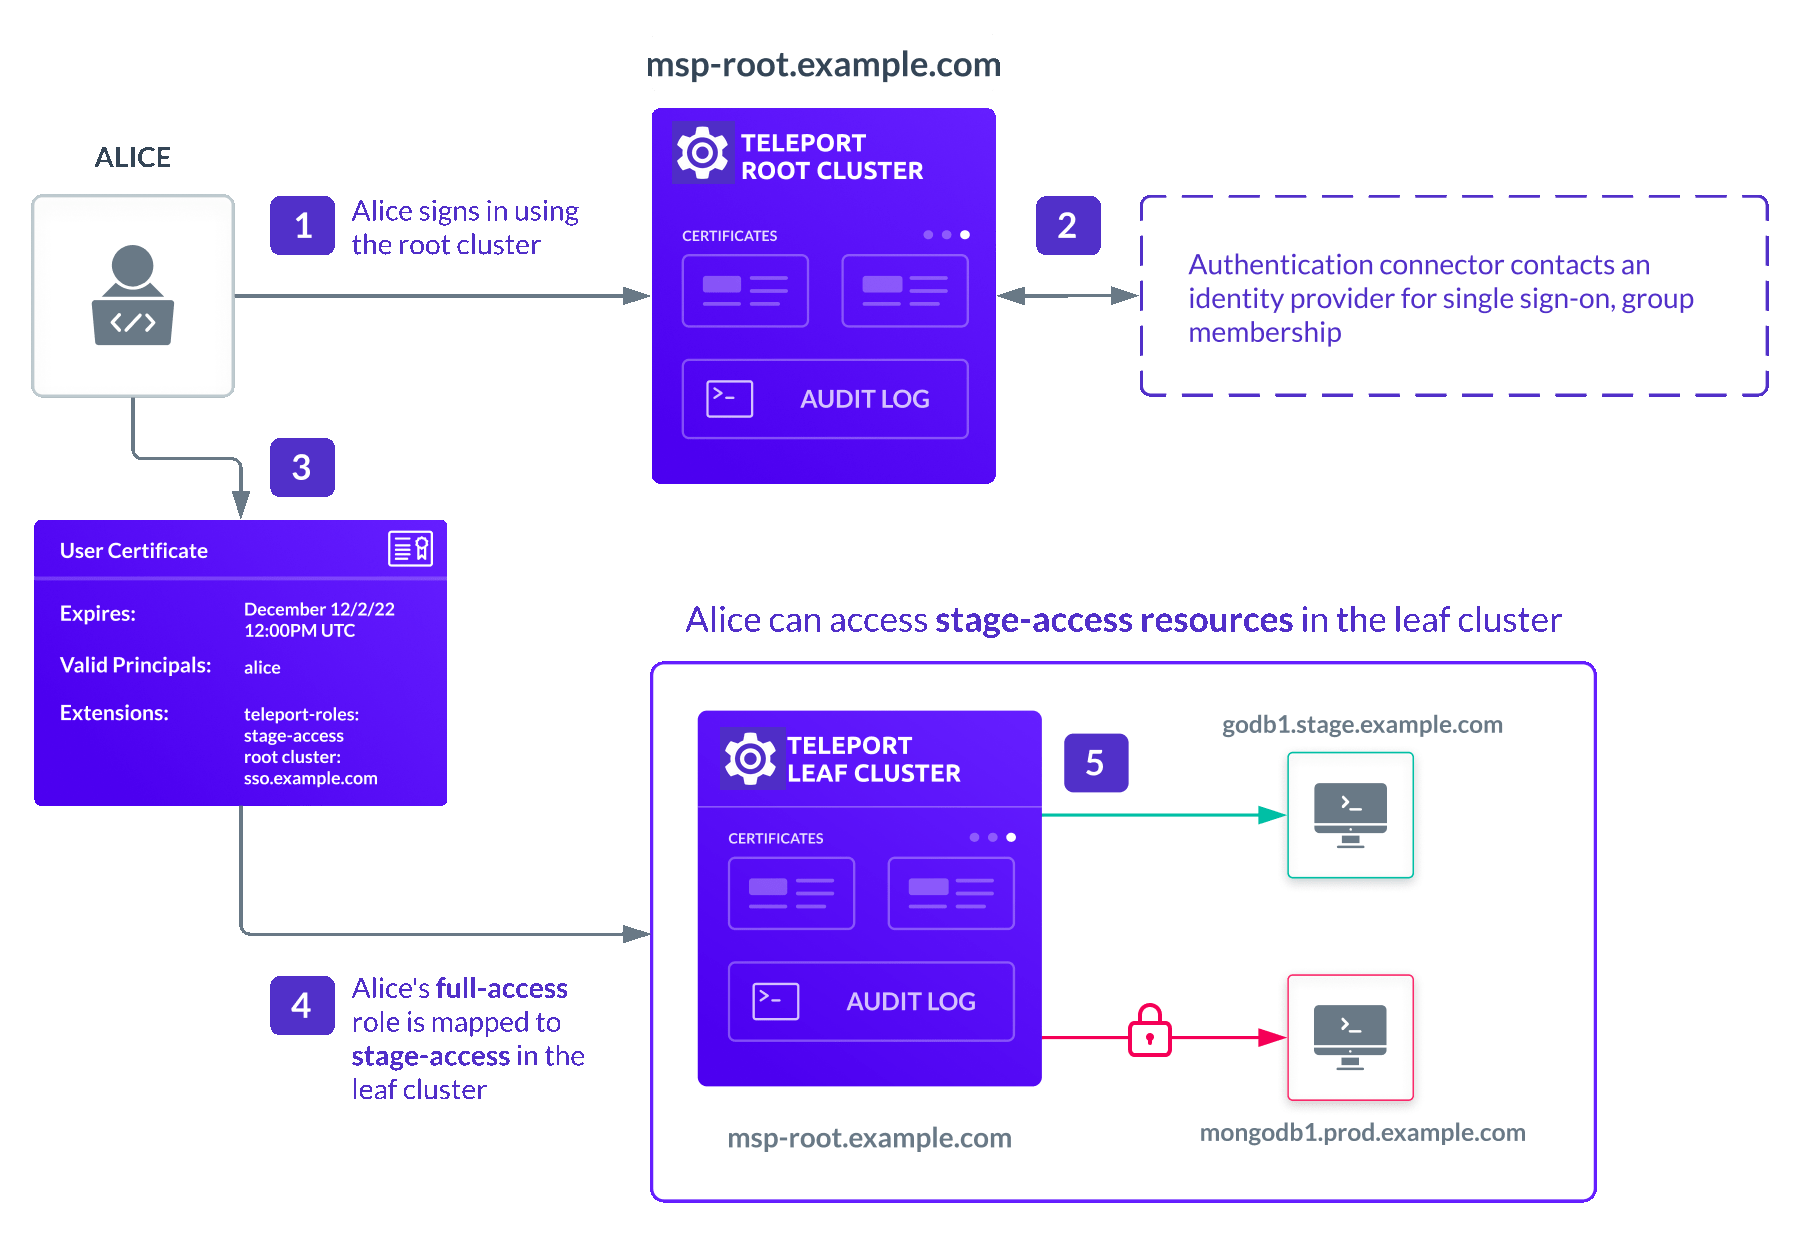 msp-root.example.com
ALICE
TELEPORT
ROOT CLUSTER
1
Alice signs in using
the root cluster
2
CERTIFICATES
Authentication connector contacts an
identity provider for single sign-on, group
membership
</>
>_
AUDIT LOG
3
User Certificate
Expires:
December 12/2/22
12:00PM UTC
Valid Principals:
alice
Extensions:
teleport-roles:
stage-access
root cluster:
sso.example.com
Alice can access stage-access resources in the leaf cluster
TELEPORT
LEAF CLUSTER
5
godb1.stage.example.com
>_
CERTIFICATES
4
Alice's full-access
role is mapped to
stage-access in the
leaf cluster
>_
AUDIT LOG
>_
msp-root.example.com
mongodb1.prod.example.com